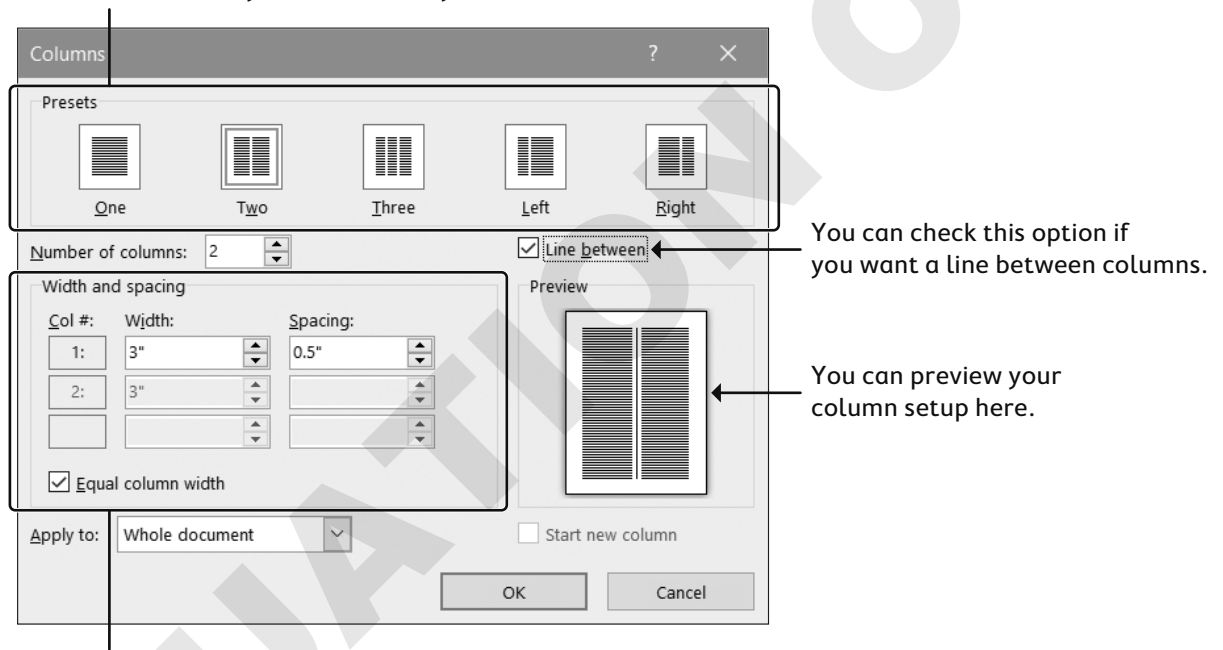 Columns
?
Presets
One Two Three Left Right
Number of columns: 2
Line between
You can check this option if
you want a line between columns.
Width and spacing
Preview
Col #: Width: Spacing:
1: 3" 0.5"
2: 3"
You can preview your
column setup here.
Equal column width
Apply to: Whole document
Start new column
OK Cancel
UATION O